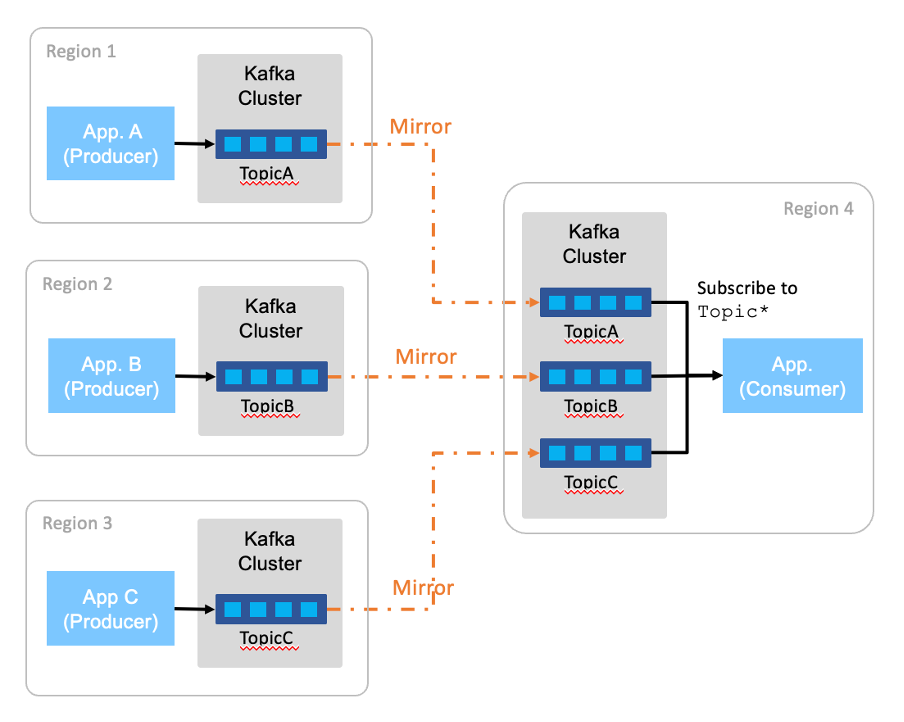 Region 1
Kafka
Cluster
App. A
(Producer)
TopicA
Mirror
Region 2
Kafka
Cluster
App. B
(Producer)
TopicB
Mirror
Region 3
Kafka
Cluster
App C
(Producer)
TopicC
Mirror
Region 4
Kafka
Cluster
TopicA
TopicB
TopicC
Subscribe to
Topic*
App.
(Consumer)